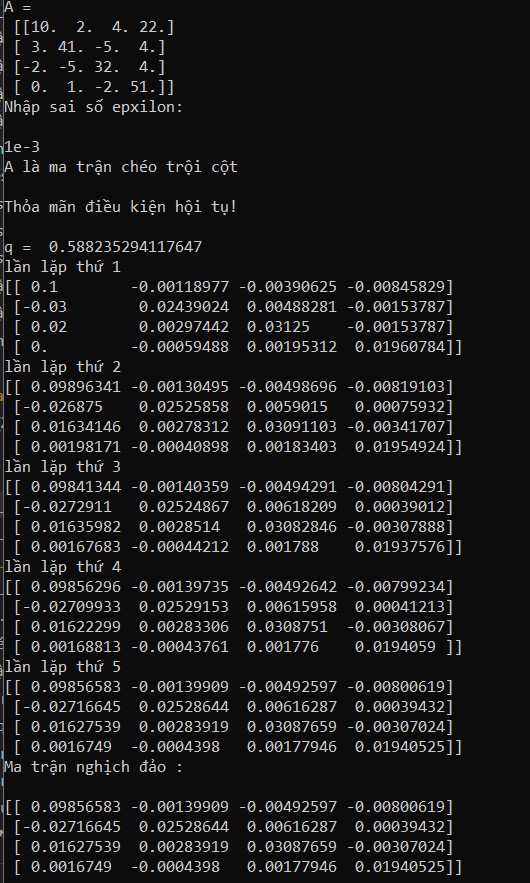 A =
 [[10.  2.  4. 22.]
 [ 3. 41. -5.  4.]
 [-2. -5. 32.  4.]
 [ 0.  1. -2. 51.]]
Nhập sai số epxilon:
1e-3
A là ma trận chéo trội cột
Thỏa mãn điều kiện hội tụ!
q =  0.588235294117647
lần lặp thứ 1
[[ 0.1        -0.00118977 -0.00390625 -0.00845829]
 [-0.03        0.02439024  0.00488281 -0.00153787]
 [ 0.02        0.00297442  0.03125    -0.00153787]
 [ 0.         -0.00059488  0.00195312  0.01960784]]
lần lặp thứ 2
[[ 0.09896341 -0.00130495 -0.00498696 -0.00819103]
 [-0.026875    0.02525858  0.0059015   0.00075932]
 [ 0.01634146  0.00278312  0.03091103 -0.00341707]
 [ 0.00198171 -0.00040898  0.00183403  0.01954924]]
lần lặp thứ 3
[[ 0.09841344 -0.00140359 -0.00494291 -0.00804291]
 [-0.0272911   0.02524867  0.00618209  0.00039012]
 [ 0.01635982  0.0028514   0.03082846 -0.00307888]
 [ 0.00167683 -0.00044212  0.001788    0.01937576]]
lần lặp thứ 4
[[ 0.09856296 -0.00139735 -0.00492642 -0.00799234]
 [-0.02709933  0.02529153  0.00615958  0.00041213]
 [ 0.01622299  0.00283306  0.0308751  -0.00308067]
 [ 0.00168813 -0.00043761  0.001776    0.0194059 ]]
lần lặp thứ 5
[[ 0.09856583 -0.00139909 -0.00492597 -0.00800619]
 [-0.02716645  0.02528644  0.00616287  0.00039432]
 [ 0.01627539  0.00283919  0.03087659 -0.00307024]
 [ 0.0016749  -0.0004398   0.00177946  0.01940525]]
Ma trận nghịch đảo :
[[ 0.09856583 -0.00139909 -0.00492597 -0.00800619]
 [-0.02716645  0.02528644  0.00616287  0.00039432]
 [ 0.01627539  0.00283919  0.03087659 -0.00307024]
 [ 0.0016749  -0.0004398   0.00177946  0.01940525]]